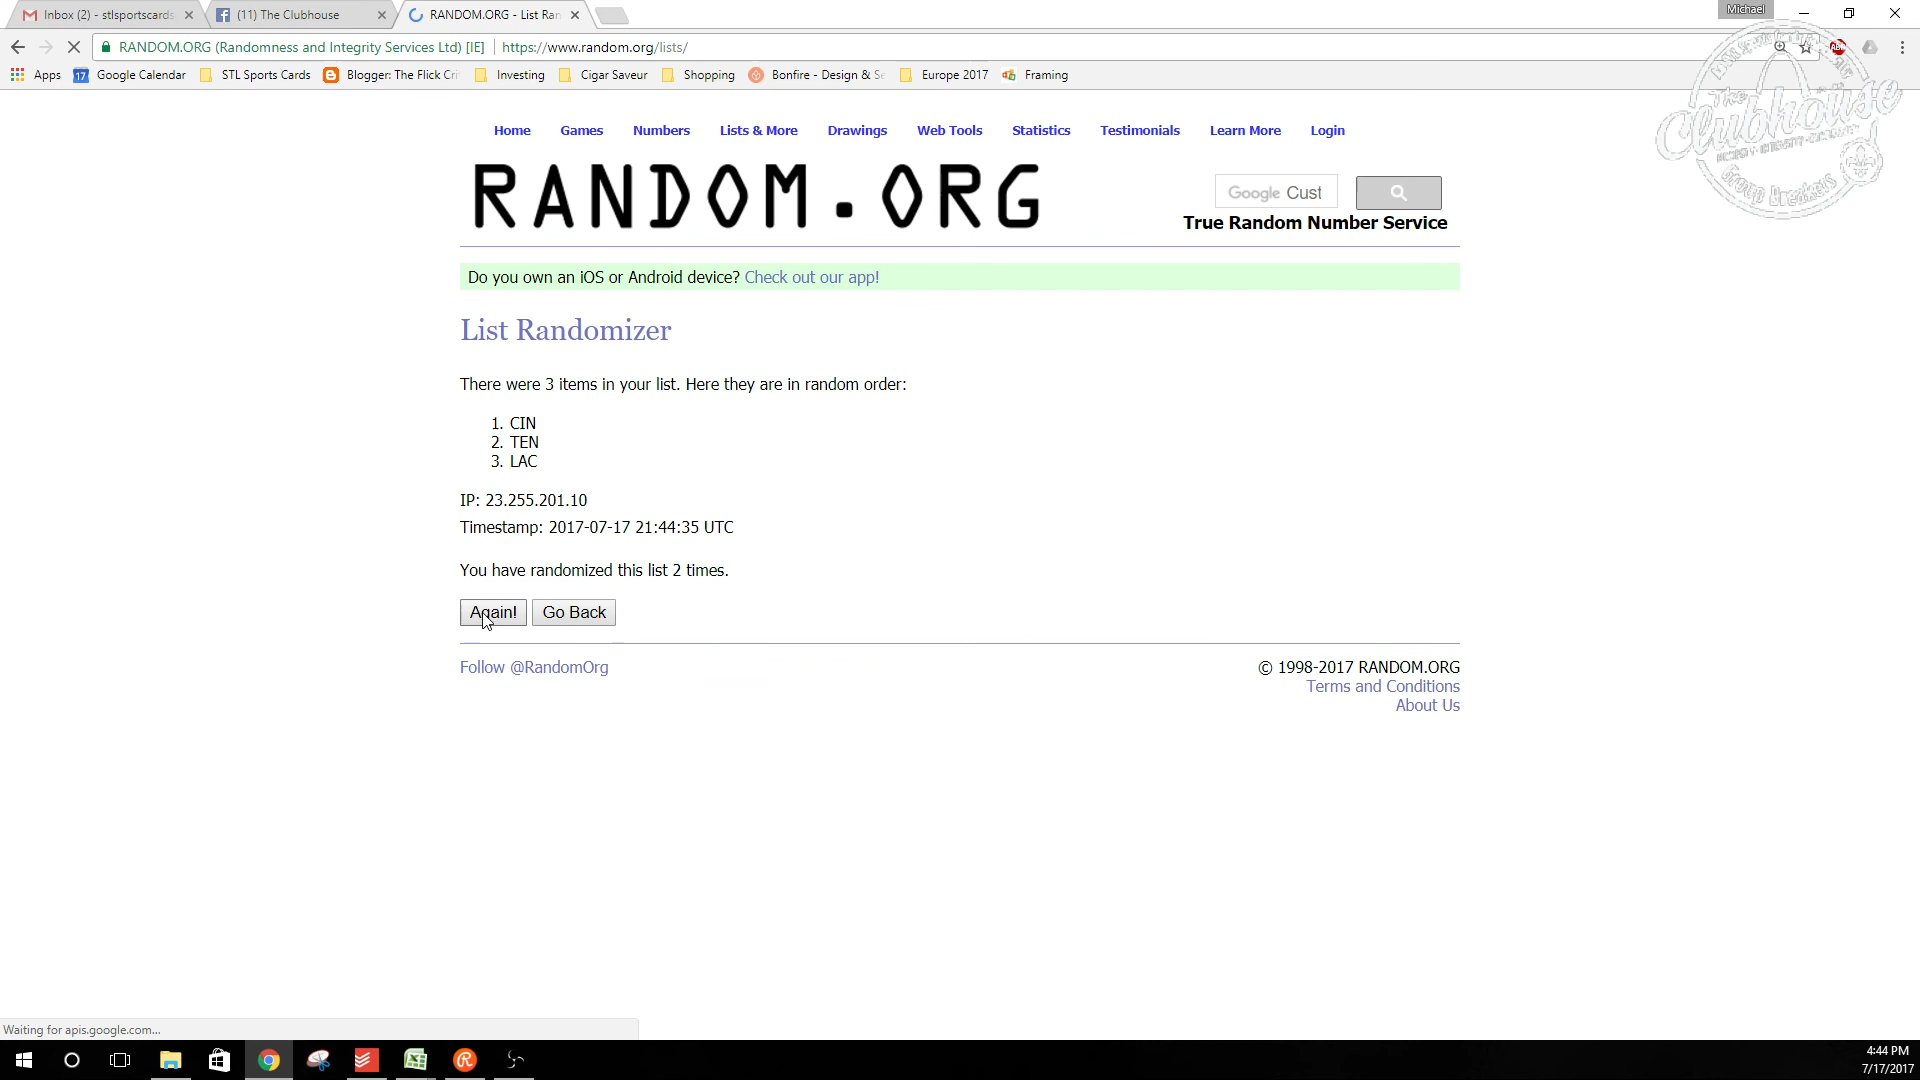 Inbox (2) - stlsportscards
(11) The Clubhouse
RANDOM.ORG - List Ran
Michael
RANDOM.ORG (Randomness and Integrity Services Ltd) [IE]
https://www.random.org/lists/
Apps
17
Google Calendar
STL Sports Cards
Blogger: The Flick Cri
Investing
Cigar Saveur
Shopping
Bonfire - Design & Se
Europe 2017
Framing
The
Clubhouse
Group Breakers
Home
Games
Numbers
Lists & More
Drawings
Web Tools
Statistics
Testimonials
Learn More
Login
RANDOM.ORG
Google Cust
True Random Number Service
Do you own an iOS or Android device? Check out our app!
List Randomizer
There were 3 items in your list. Here they are in random order:
1. CIN
2. TEN
3. LAC
IP: 23.255.201.10
Timestamp: 2017-07-17 21:44:35 UTC
You have randomized this list 2 times.
Again!
Go Back
Follow @RandomOrg
© 1998-2017 RANDOM.ORG
Terms and Conditions
About Us
Waiting for apis.google.com...
4:44 PM
7/17/2017